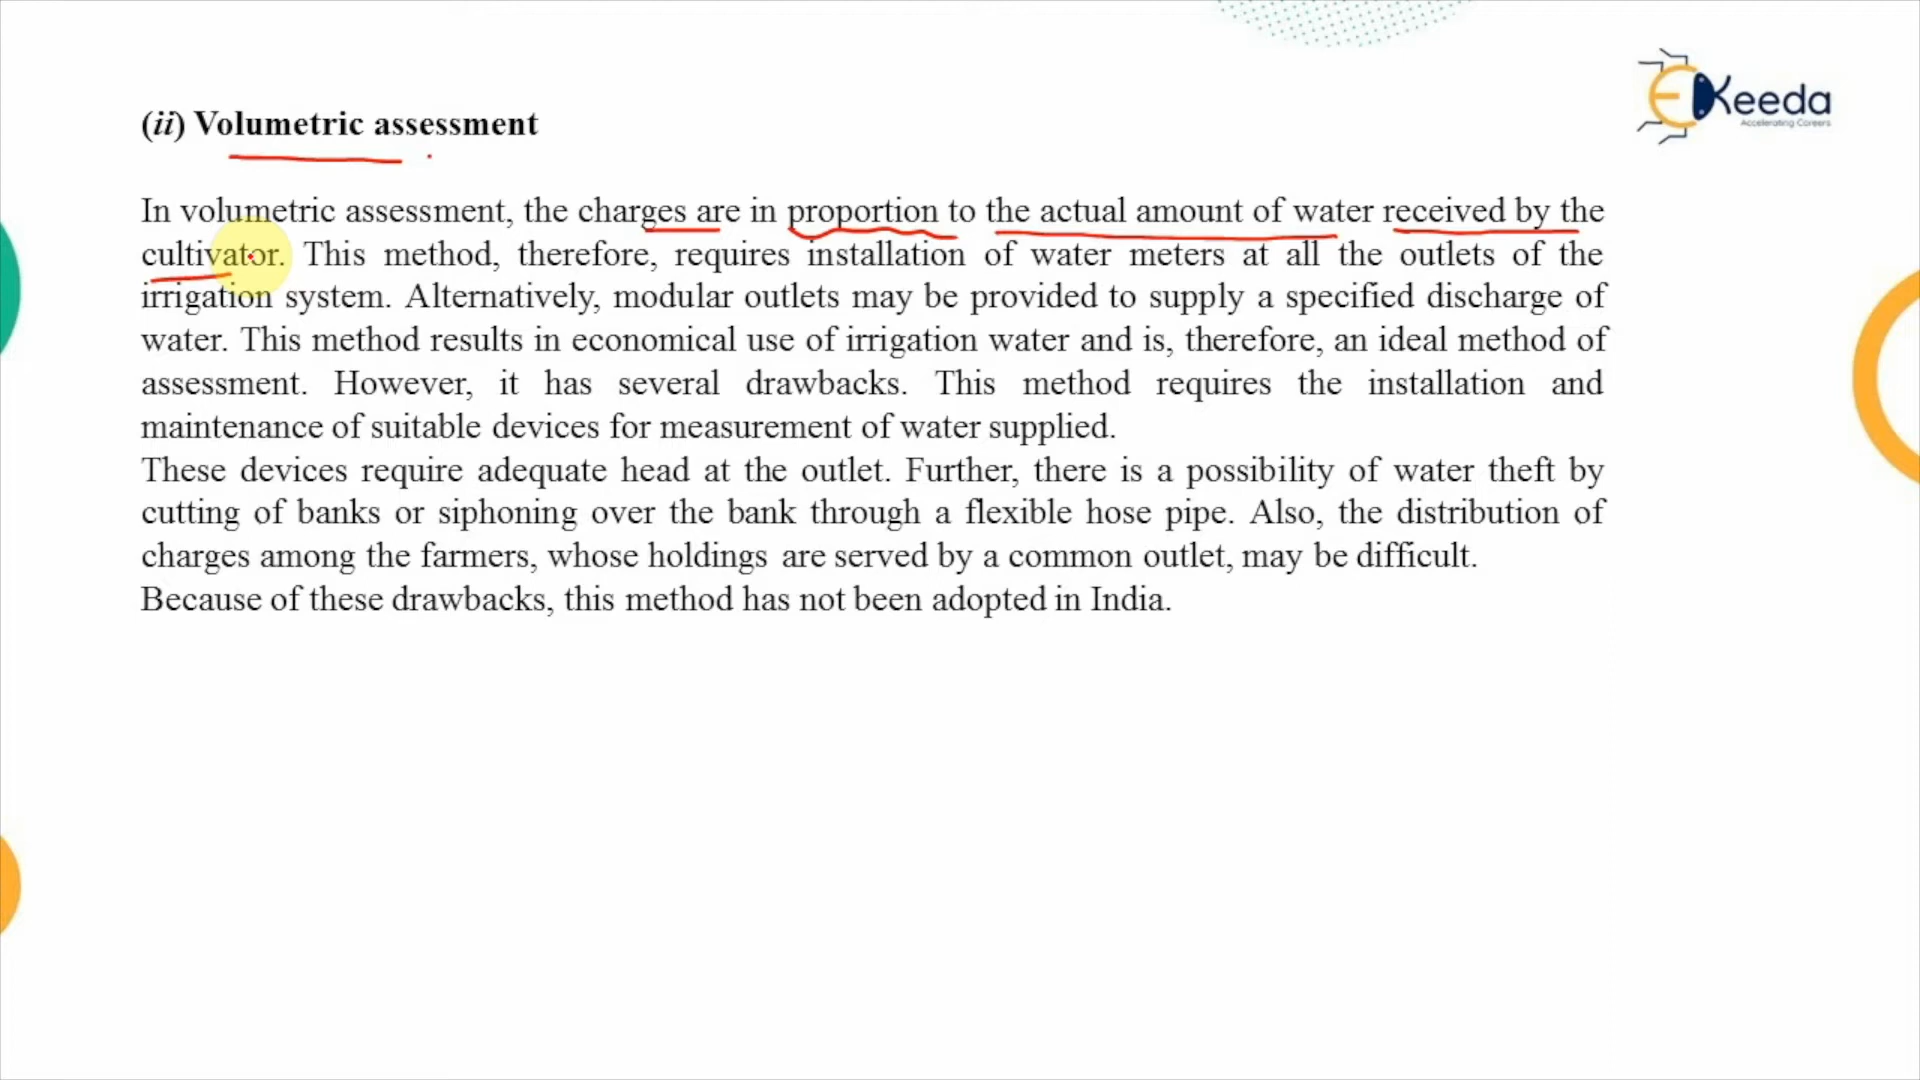 (ii) Volumetric assessment
EKeeda
Accelerating Careers
In volumetric assessment, the charges are in proportion to the actual amount of water received by the
cultivator. This method, therefore, requires installation of water meters at all the outlets of the
irrigation system. Alternatively, modular outlets may be provided to supply a specified discharge of
water. This method results in economical use of irrigation water and is, therefore, an ideal method of
assessment. However, it has several drawbacks. This method requires the installation and
maintenance of suitable devices for measurement of water supplied.
These devices require adequate head at the outlet. Further, there is a possibility of water theft by
cutting of banks or siphoning over the bank through a flexible hose pipe. Also, the distribution of
charges among the farmers, whose holdings are served by a common outlet, may be difficult.
Because of these drawbacks, this method has not been adopted in India.